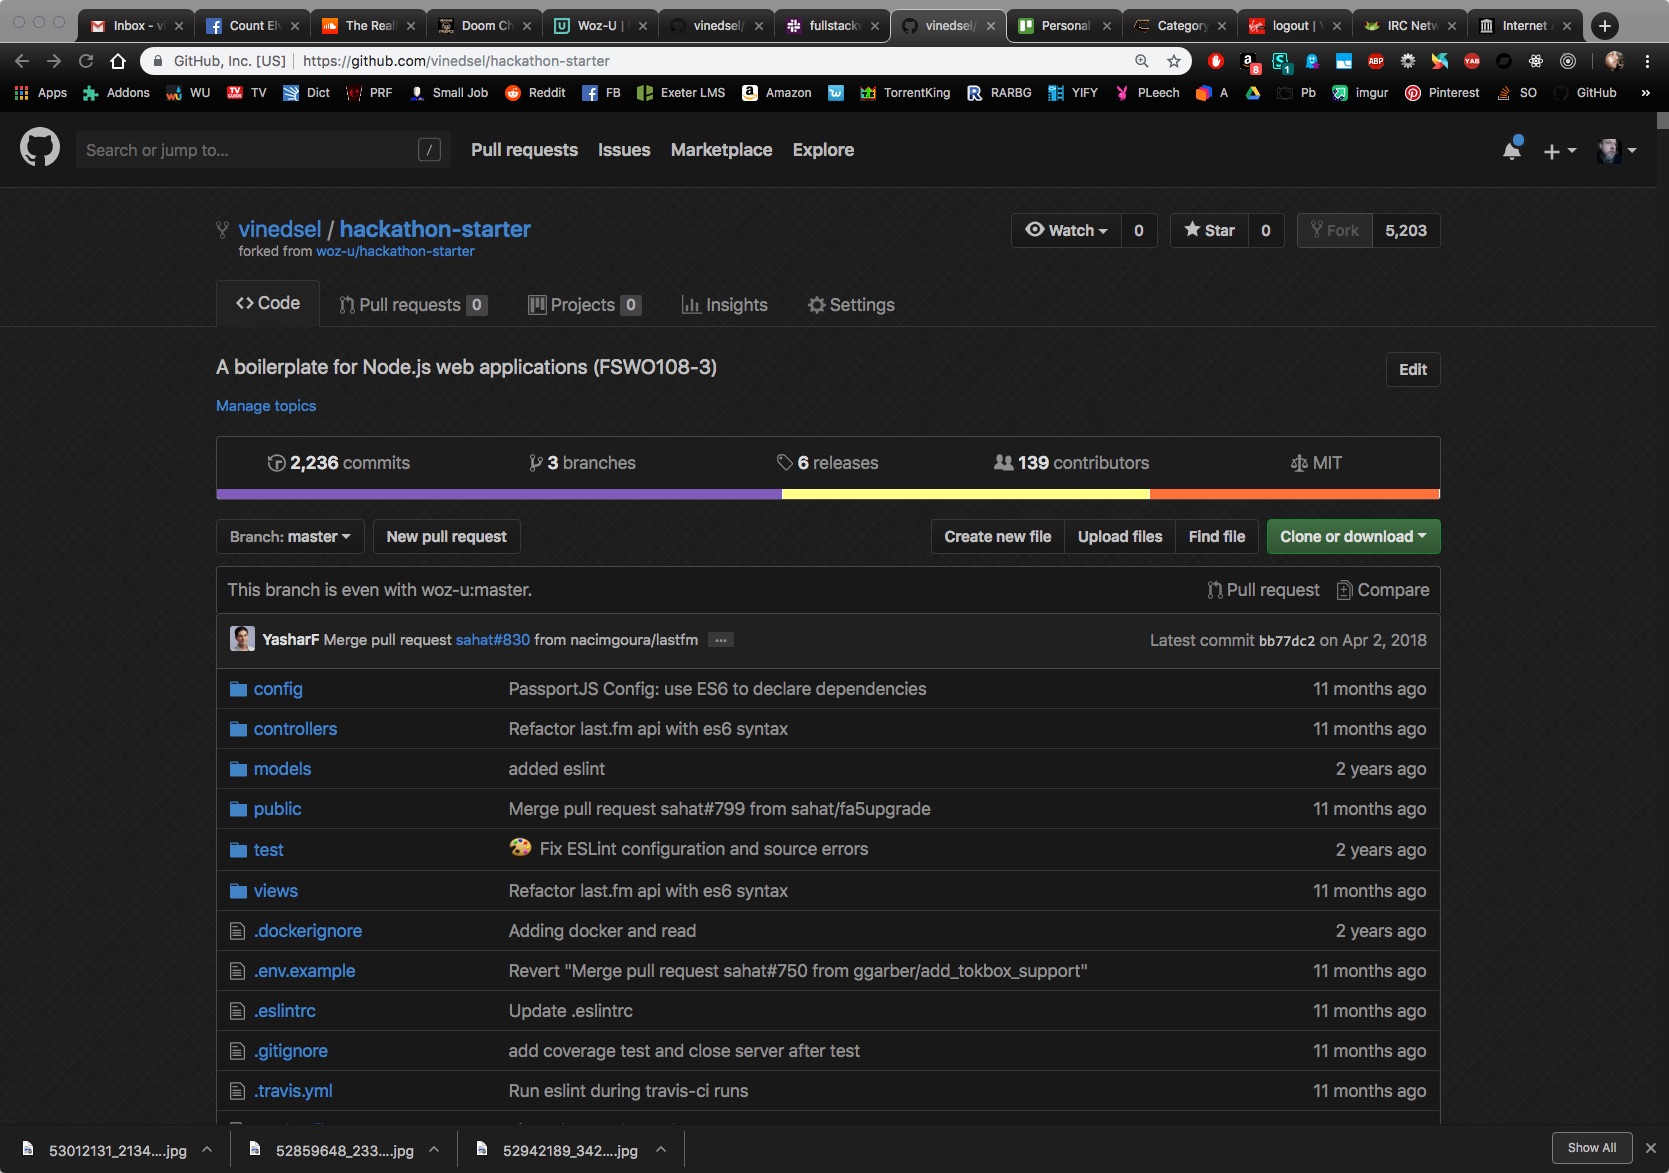 Inbox - vi
Count El
The Reali
Doom Ch
Woz-U |
vinedsel/
fullstack
vinedsel/
Personal
Category
logout |
IRC Netw
Internet
GitHub, Inc. [US] https://github.com/vinedsel/hackathon-starter
8
1
ABP
YAB
Apps Addons WU TV Dict PRF Small Job Reddit FB Exeter LMS Amazon TorrentKing RARBG YIFY PLeech A Pb imgur Pinterest SO GitHub »
Search or jump to... / Pull requests Issues Marketplace Explore
vinedsel / hackathon-starter
Watch 0 Star 0 Fork 5,203
forked from woz-u/hackathon-starter
Code Pull requests 0 Projects 0 Insights Settings
A boilerplate for Node.js web applications (FSWO108-3)
Edit
Manage topics
2,236 commits 3 branches 6 releases 139 contributors MIT
Branch: master New pull request Create new file Upload files Find file Clone or download
This branch is even with woz-u:master. Pull request Compare
YasharF Merge pull request sahat#830 from nacimgoura/lastfm ... Latest commit bb77dc2 on Apr 2, 2018
config PassportJS Config: use ES6 to declare dependencies 11 months ago
controllers Refactor last.fm api with es6 syntax 11 months ago
models added eslint 2 years ago
public Merge pull request sahat#799 from sahat/fa5upgrade 11 months ago
test 🎨 Fix ESLint configuration and source errors 2 years ago
views Refactor last.fm api with es6 syntax 11 months ago
.dockerignore Adding docker and read 2 years ago
.env.example Revert "Merge pull request sahat#750 from ggarber/add_tokbox_support" 11 months ago
.eslintrc Update .eslintrc 11 months ago
.gitignore add coverage test and close server after test 11 months ago
.travis.yml Run eslint during travis-ci runs 11 months ago
53012131_2134....jpg 52859648_233....jpg 52942189_342....jpg Show All